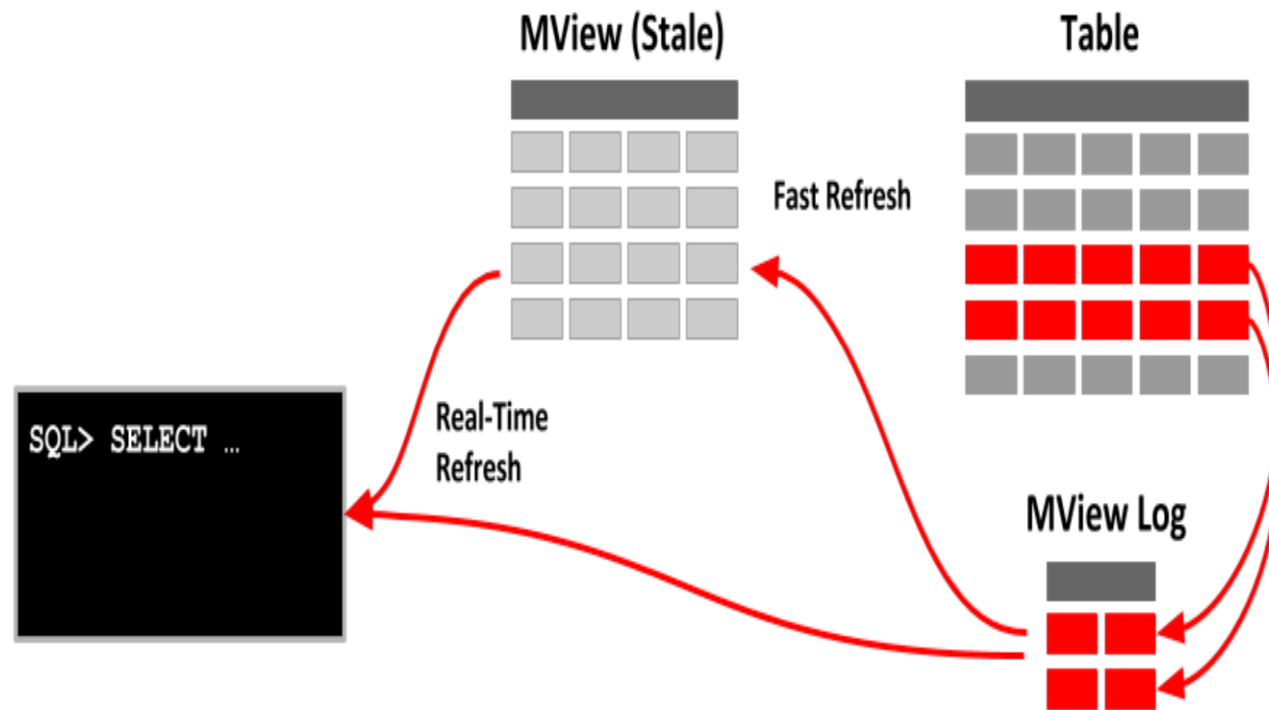 MView (Stale)
Table
Fast Refresh
Real-Time
Refresh
SQL> SELECT …
MView Log